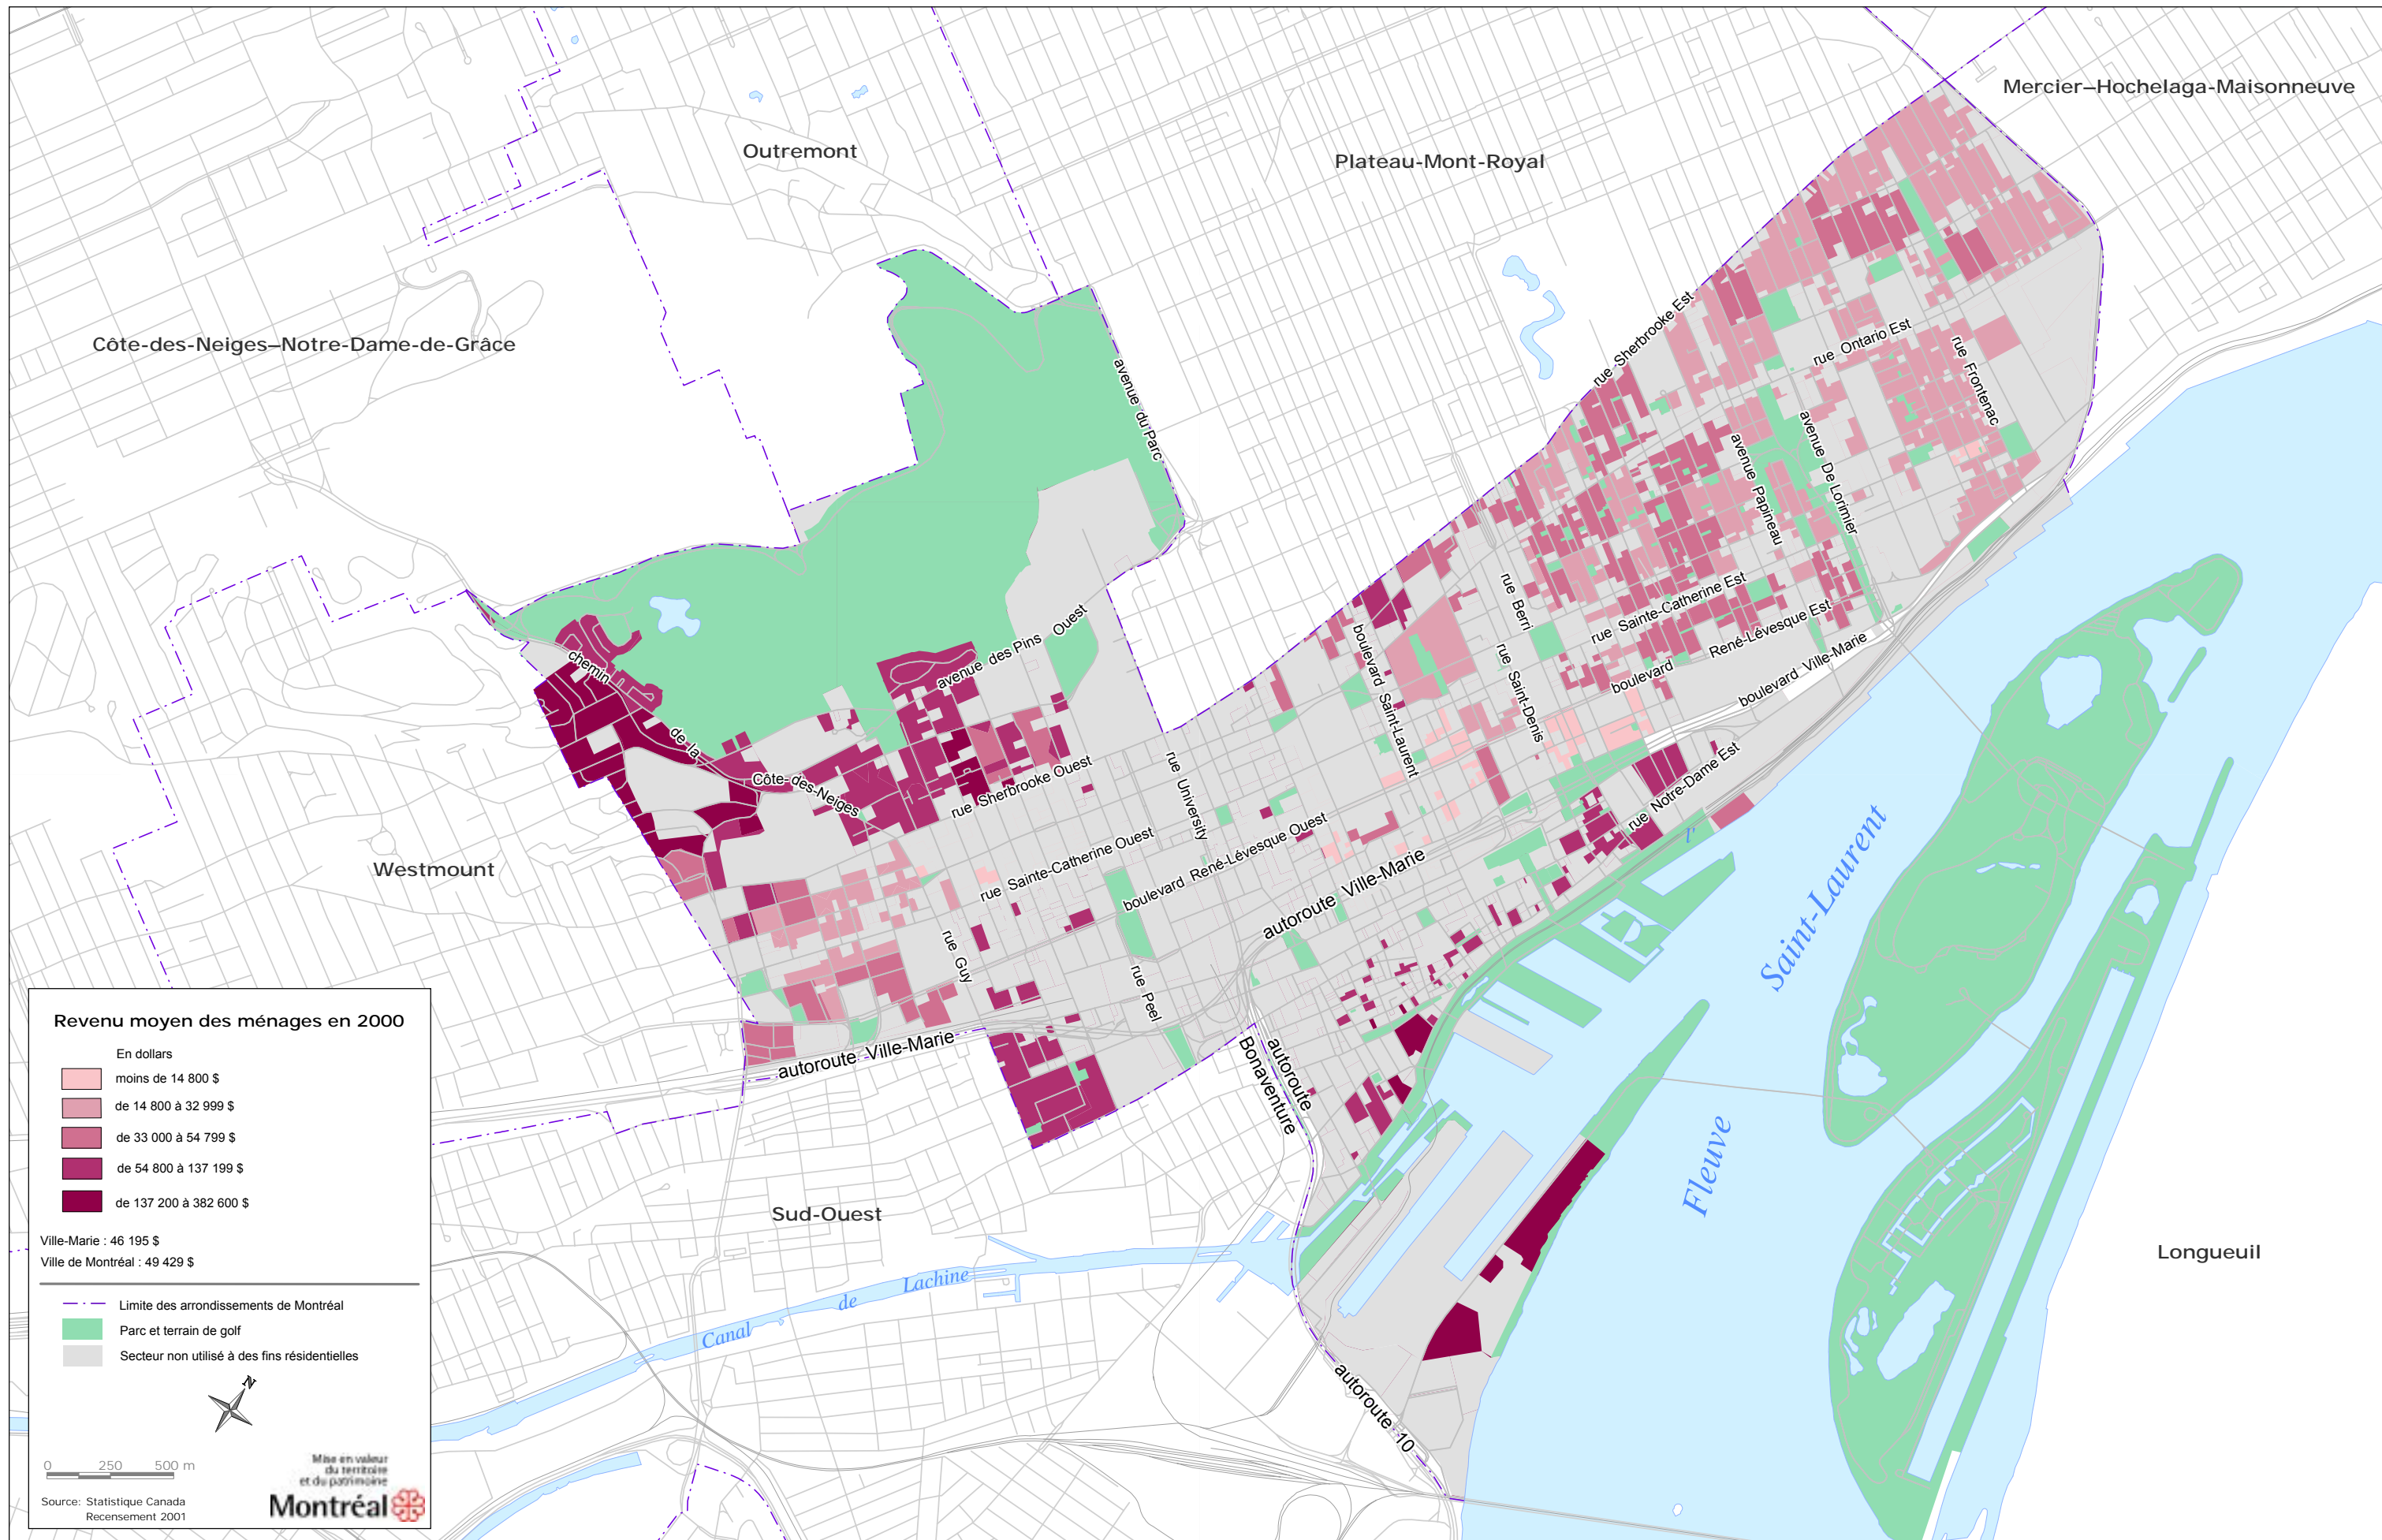 Mercier–Hochelaga-Maisonneuve
Outremont
Plateau-Mont-Royal
Côte-des-Neiges–Notre-Dame-de-Grâce
rue Sherbrooke Est
rue Ontario Est
rue Frontenac
avenue du Parc
avenue Papineau
avenue De Lorimier
avenue des Pins Ouest
rue Berri
rue Sainte-Catherine Est
boulevard René-Lévesque Est
boulevard Ville-Marie
boulevard Saint-Laurent
rue Saint-Denis
chemin de la Côte-des-Neiges
rue Sherbrooke Ouest
rue University
rue Notre-Dame Est
l'
Westmount
rue Sainte-Catherine Ouest
boulevard René-Lévesque Ouest
autoroute Ville-Marie
Saint-Laurent
rue Guy
rue Peel
autoroute Ville-Marie
autoroute
Bonaventure
Fleuve
Sud-Ouest
Longueuil
Canal de Lachine
autoroute 10
Revenu moyen des ménages en 2000
En dollars
moins de 14 800 $
de 14 800 à 32 999 $
de 33 000 à 54 799 $
de 54 800 à 137 199 $
de 137 200 à 382 600 $
Ville-Marie : 46 195 $
Ville de Montréal : 49 429 $
Limite des arrondissements de Montréal
Parc et terrain de golf
Secteur non utilisé à des fins résidentielles
N
0 250 500 m
Mise en valeur
du territoire
et du patrimoine
Montréal
Source: Statistique Canada
Recensement 2001